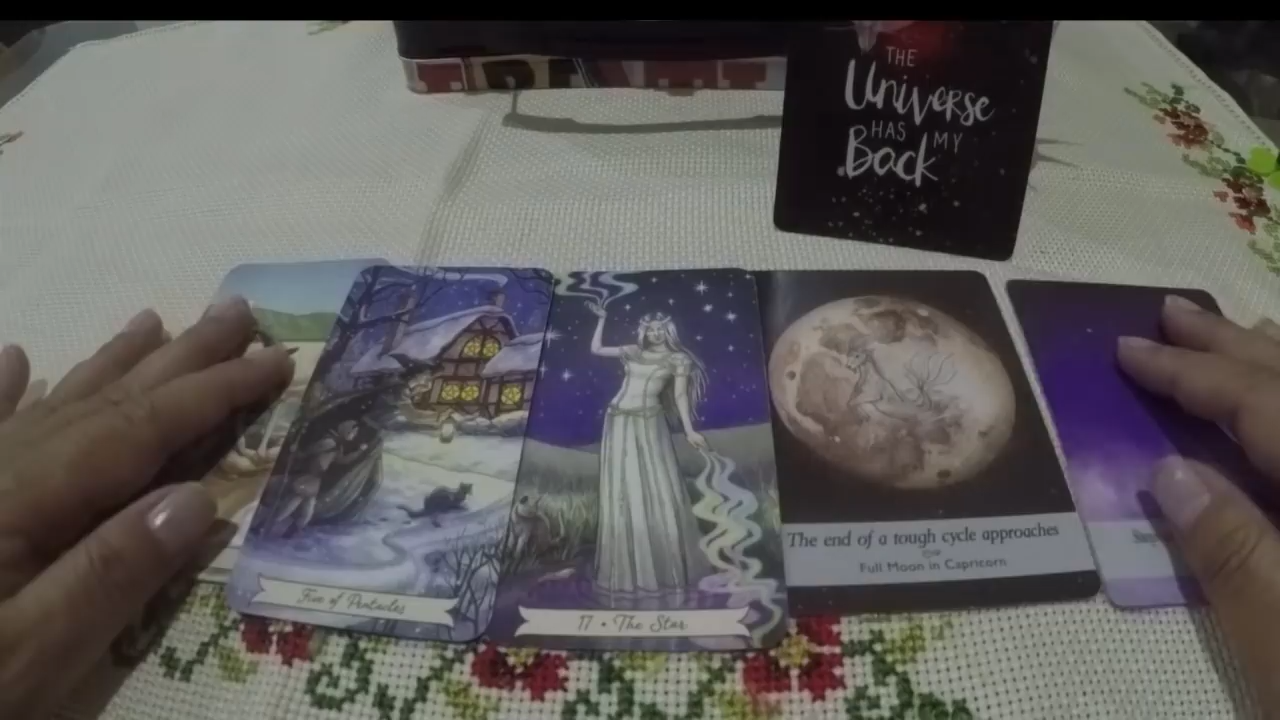 THE
Universe
HAS MY
Back
The end of a tough cycle approaches
Full Moon in Capricorn
Five of Pentacles
17 • The Star